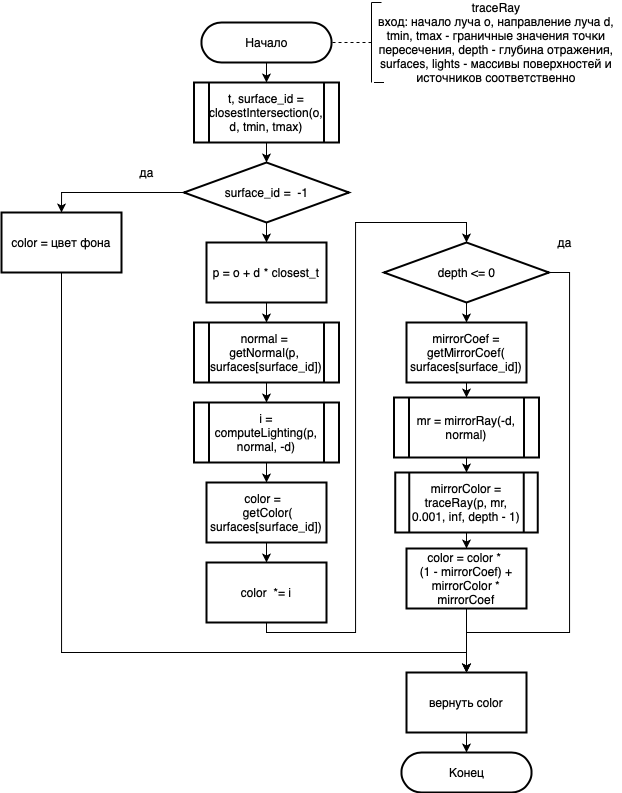 traceRay
вход: начало луча o, направление луча d,
tmin, tmax - граничные значения точки
пересечения, depth - глубина отражения,
surfaces, lights - массивы поверхностей и
источников соответственно
Начало
t, surface_id =
closestIntersection(o,
d, tmin, tmax)
да
surface_id = -1
color = цвет фона
p = o + d * closest_t
normal =
getNormal(p,
surfaces[surface_id])
i =
computeLighting(p,
normal, -d)
color =
getColor(
surfaces[surface_id])
color *= i
да
depth <= 0
mirrorCoef =
getMirrorCoef(
surfaces[surface_id])
mr = mirrorRay(-d,
normal)
mirrorColor =
traceRay(p, mr,
0.001, inf, depth - 1)
color = color *
(1 - mirrorCoef) +
mirrorColor *
mirrorCoef
вернуть color
Конец